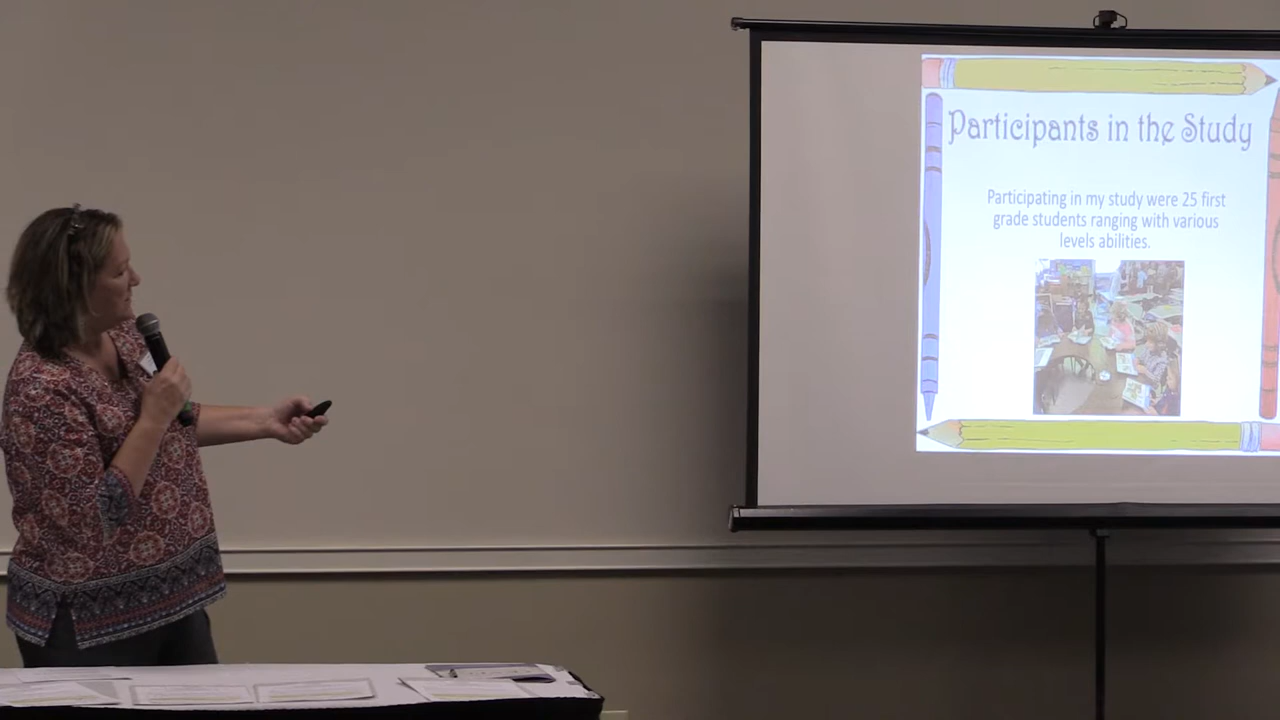 Participants in the Study
Participating in my study were 25 first
grade students ranging with various
levels abilities.